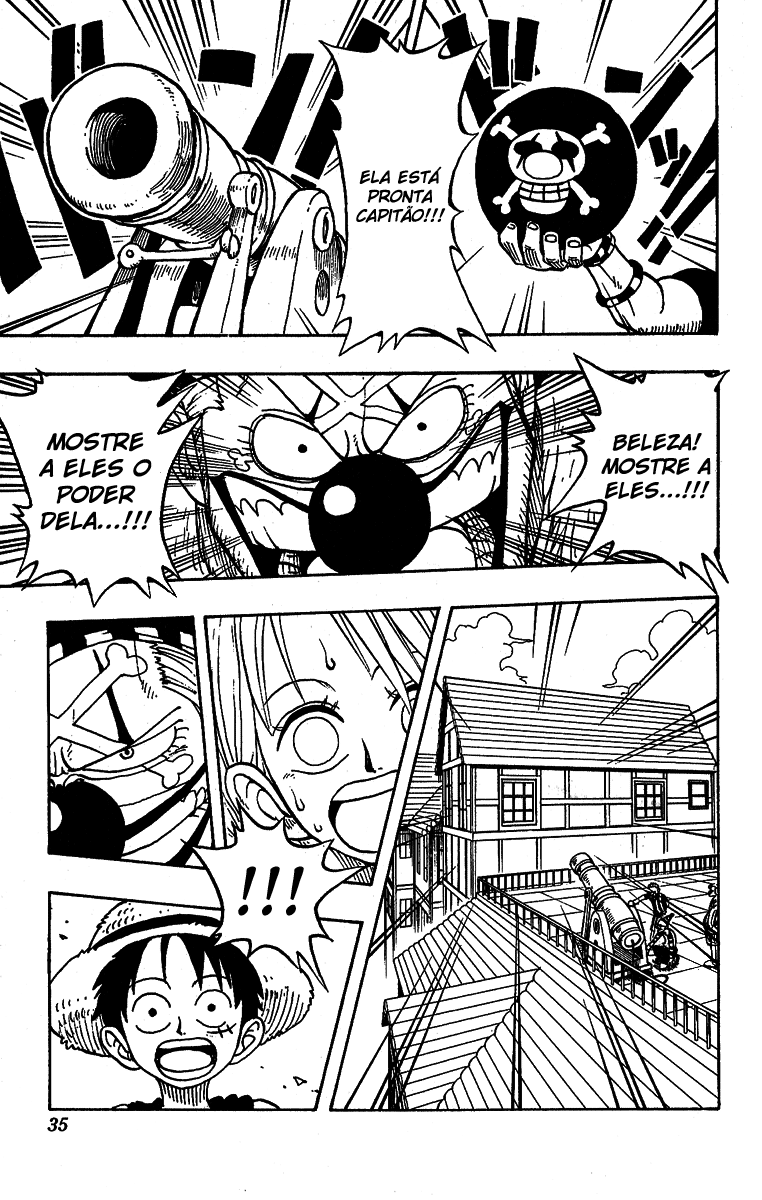 ELA ESTÁ
PRONTA
CAPITÃO!!!
BELEZA!
MOSTRE A
ELES...!!!
MOSTRE
A ELES O
PODER
DELA...!!!
!!!
35